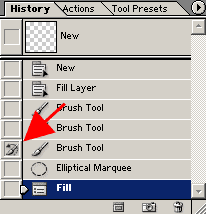 History Actions Tool Presets
New
New
Fill Layer
Brush Tool
Brush Tool
Brush Tool
Elliptical Marquee
Fill